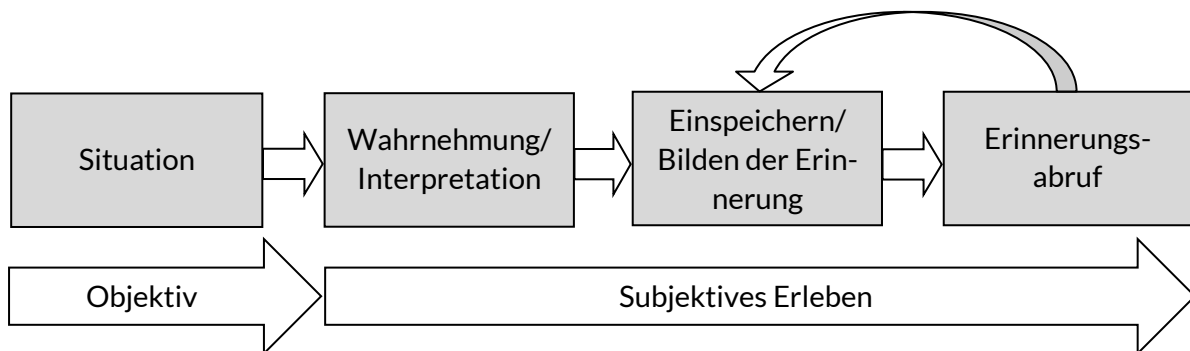 Situation
Wahrnehmung/
Interpretation
Einspeichern/
Bilden der Erin-
nerung
Erinnerungs-
abruf
Objektiv
Subjektives Erleben